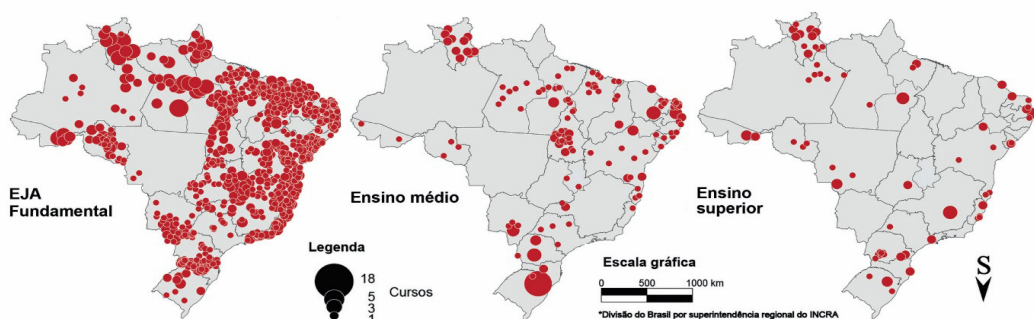 EJA
Fundamental
Ensino médio
Ensino
superior
Legenda
18
5
3
1
Cursos
Escala gráfica
0 500 1000 km
*Divisão do Brasil por superintendência regional do INCRA
S